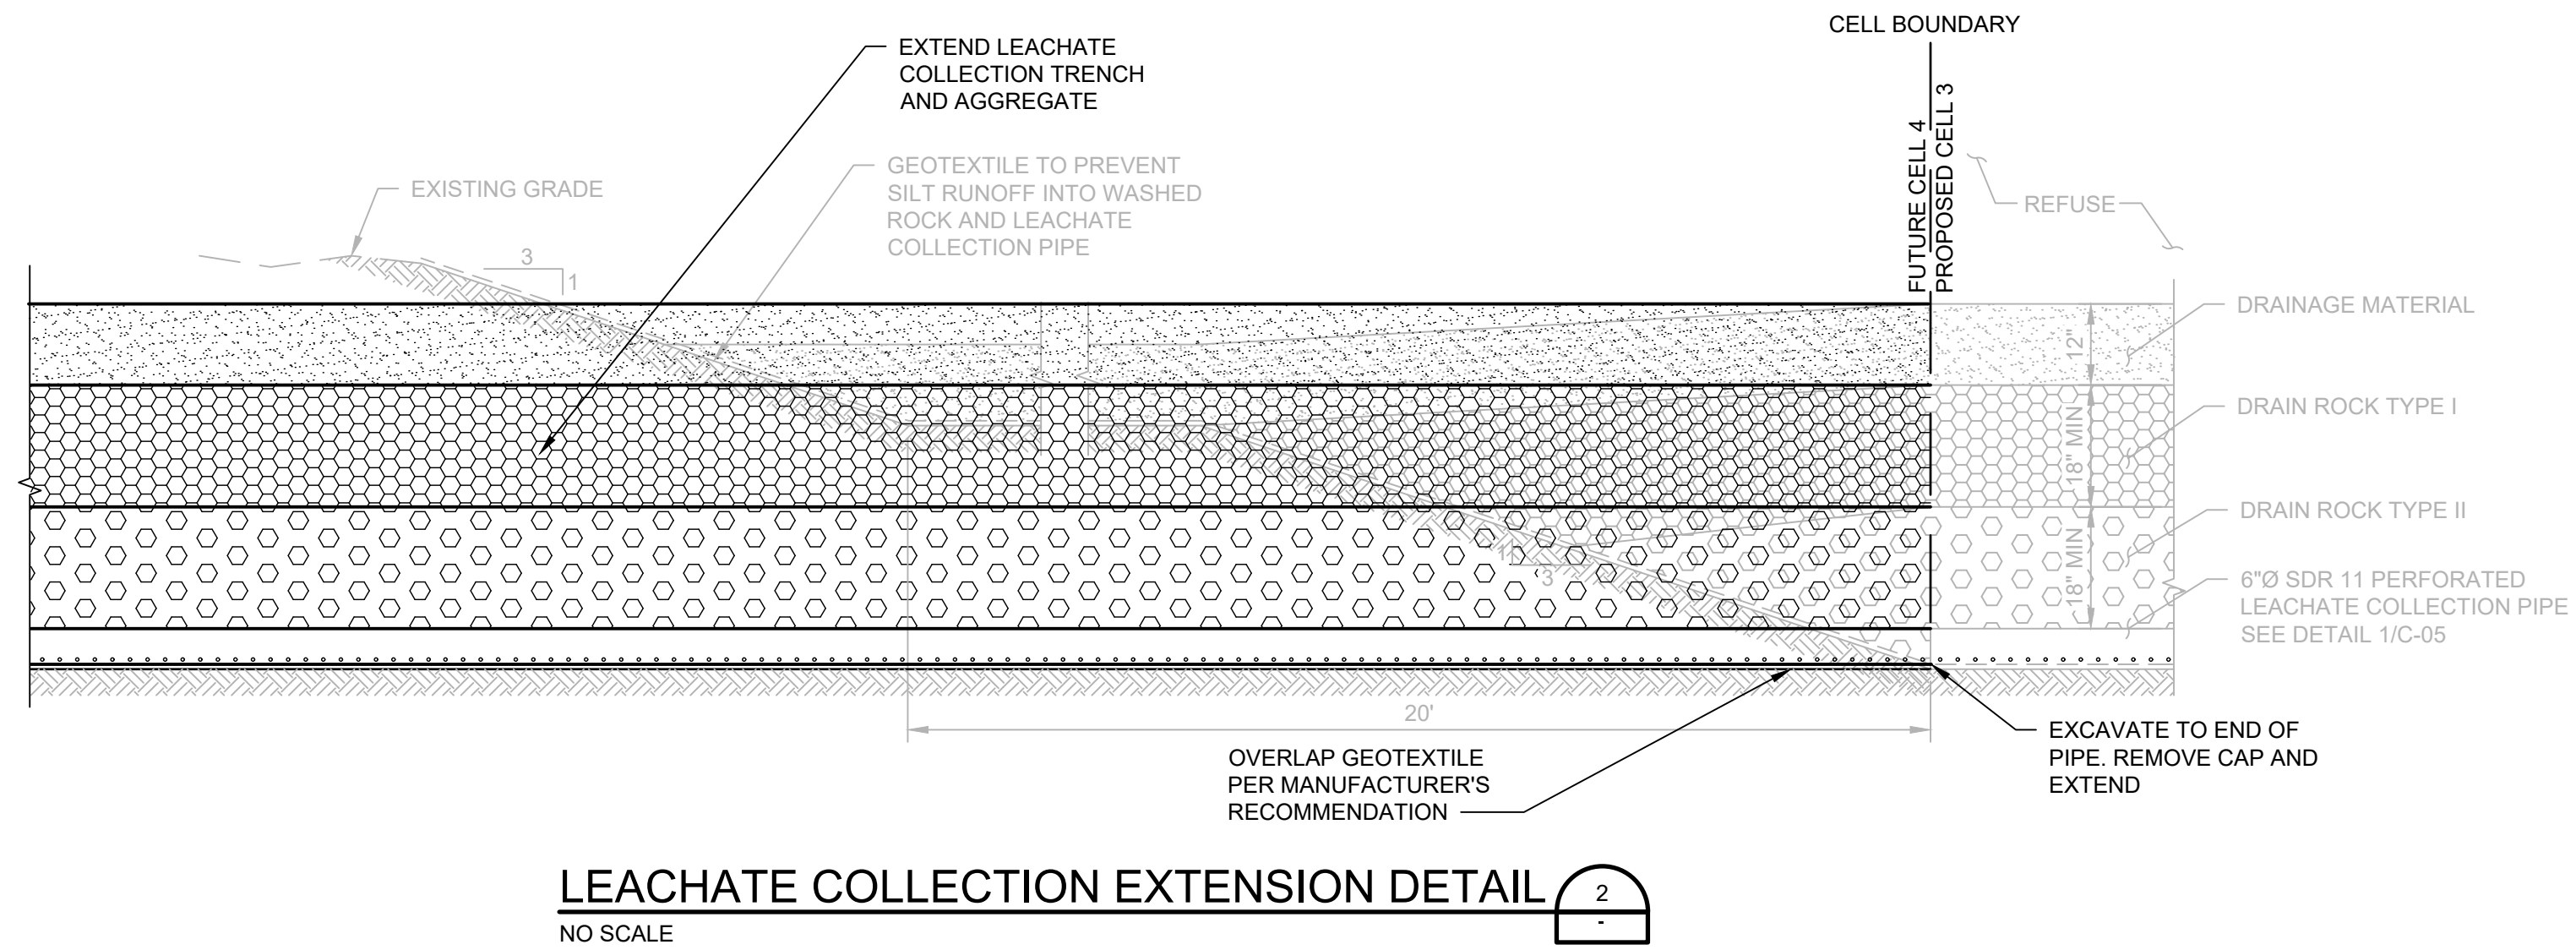 CELL BOUNDARY
EXTEND LEACHATE
COLLECTION TRENCH
AND AGGREGATE
FUTURE CELL 4
PROPOSED CELL 3
GEOTEXTILE TO PREVENT
SILT RUNOFF INTO WASHED
ROCK AND LEACHATE
COLLECTION PIPE
EXISTING GRADE
REFUSE
3
1
DRAINAGE MATERIAL
12"
DRAIN ROCK TYPE I
18" MIN
DRAIN ROCK TYPE II
1
3
18" MIN
6"Ø SDR 11 PERFORATED
LEACHATE COLLECTION PIPE
SEE DETAIL 1/C-05
20'
OVERLAP GEOTEXTILE
PER MANUFACTURER'S
RECOMMENDATION
EXCAVATE TO END OF
PIPE. REMOVE CAP AND
EXTEND
LEACHATE COLLECTION EXTENSION DETAIL
2
-
NO SCALE